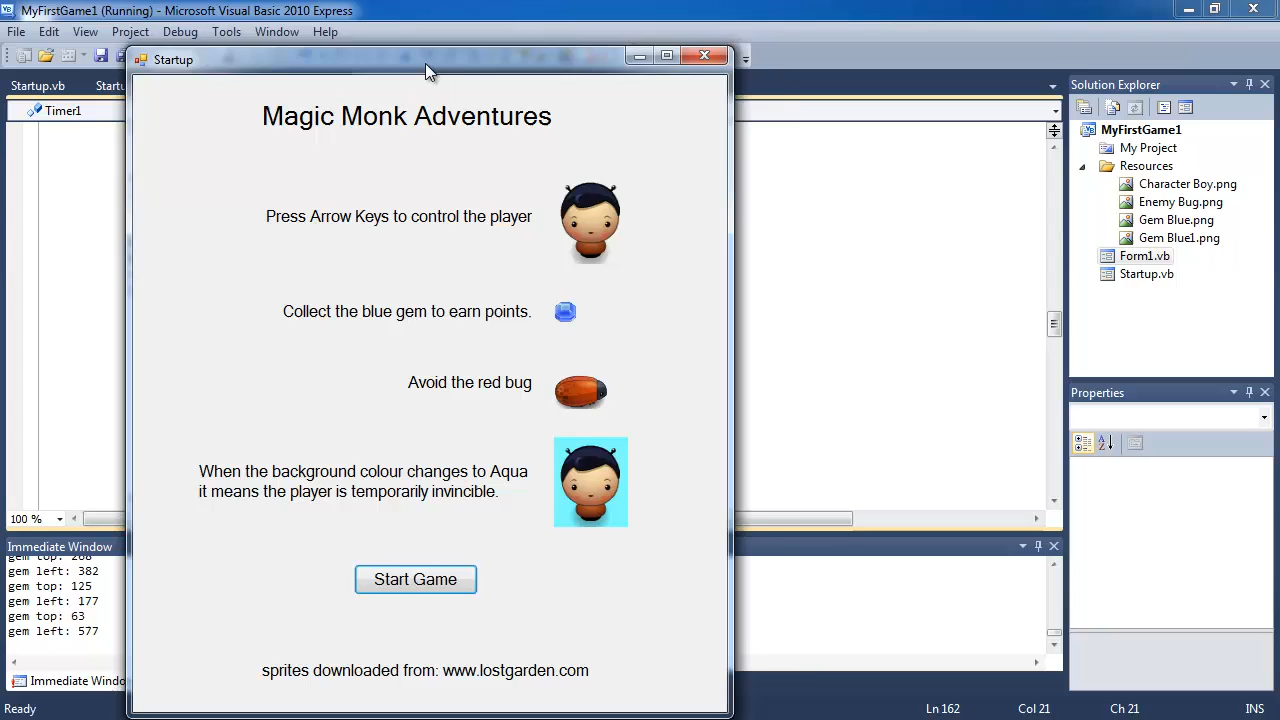 MyFirstGame1 (Running) - Microsoft Visual Basic 2010 Express
File Edit View Project Debug Tools Window Help
Startup.vb
Timer1
Startup
Magic Monk Adventures
Press Arrow Keys to control the player
Collect the blue gem to earn points.
Avoid the red bug
When the background colour changes to Aqua
it means the player is temporarily invincible.
Start Game
sprites downloaded from: www.lostgarden.com
Solution Explorer
MyFirstGame1
My Project
Resources
Character Boy.png
Enemy Bug.png
Gem Blue.png
Gem Blue1.png
Form1.vb
Startup.vb
Properties
100 %
Immediate Window
gem left: 382
gem top: 125
gem left: 177
gem top: 63
gem left: 577
Immediate
Ready Ln 162 Col 21 Ch 21 INS